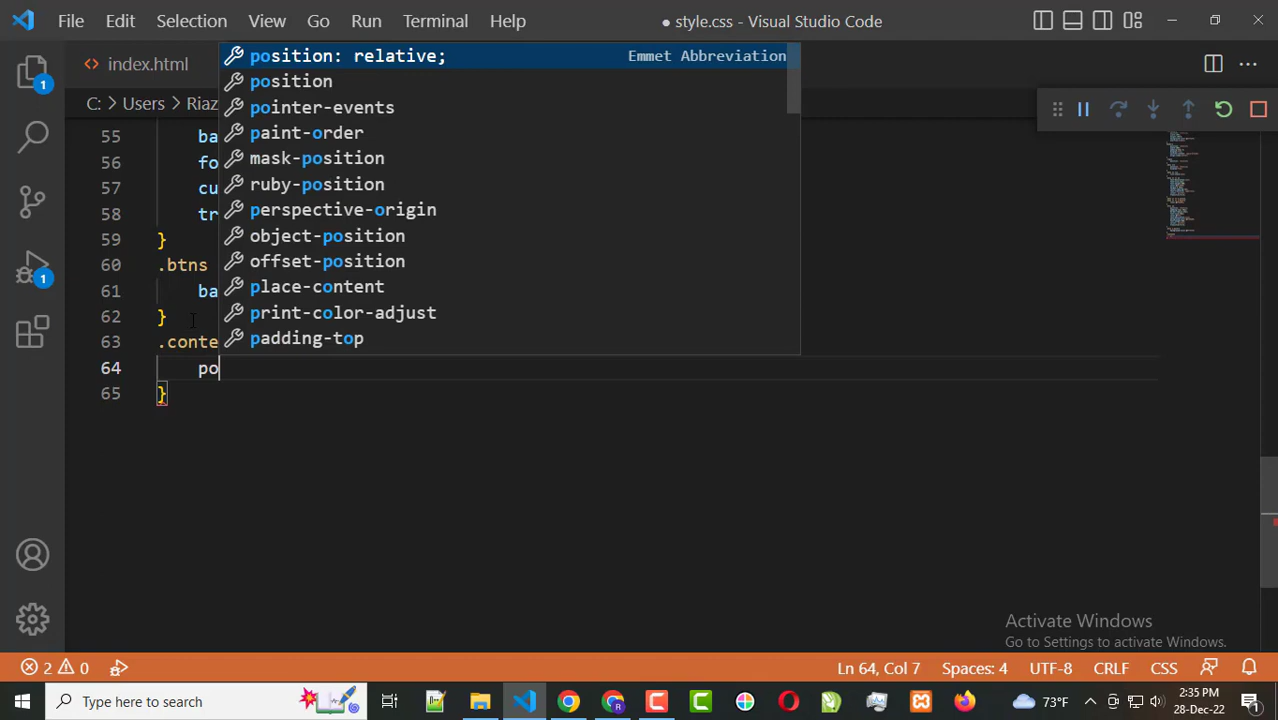 File Edit Selection View Go Run Terminal Help
● style.css - Visual Studio Code
index.html
C: > Users > Riaz
position: relative; Emmet Abbreviation
position
pointer-events
paint-order
mask-position
ruby-position
perspective-origin
object-position
offset-position
place-content
print-color-adjust
padding-top
55 ba
56 fo
57 cu
58 tr
59 }
60 .btns
61 ba
62 }
63 .conte
64 po
65 }
1
1
Activate Windows
Go to Settings to activate Windows.
2 0
Ln 64, Col 7 Spaces: 4 UTF-8 CRLF CSS
Type here to search
73°F
2:35 PM
28-Dec-22
1